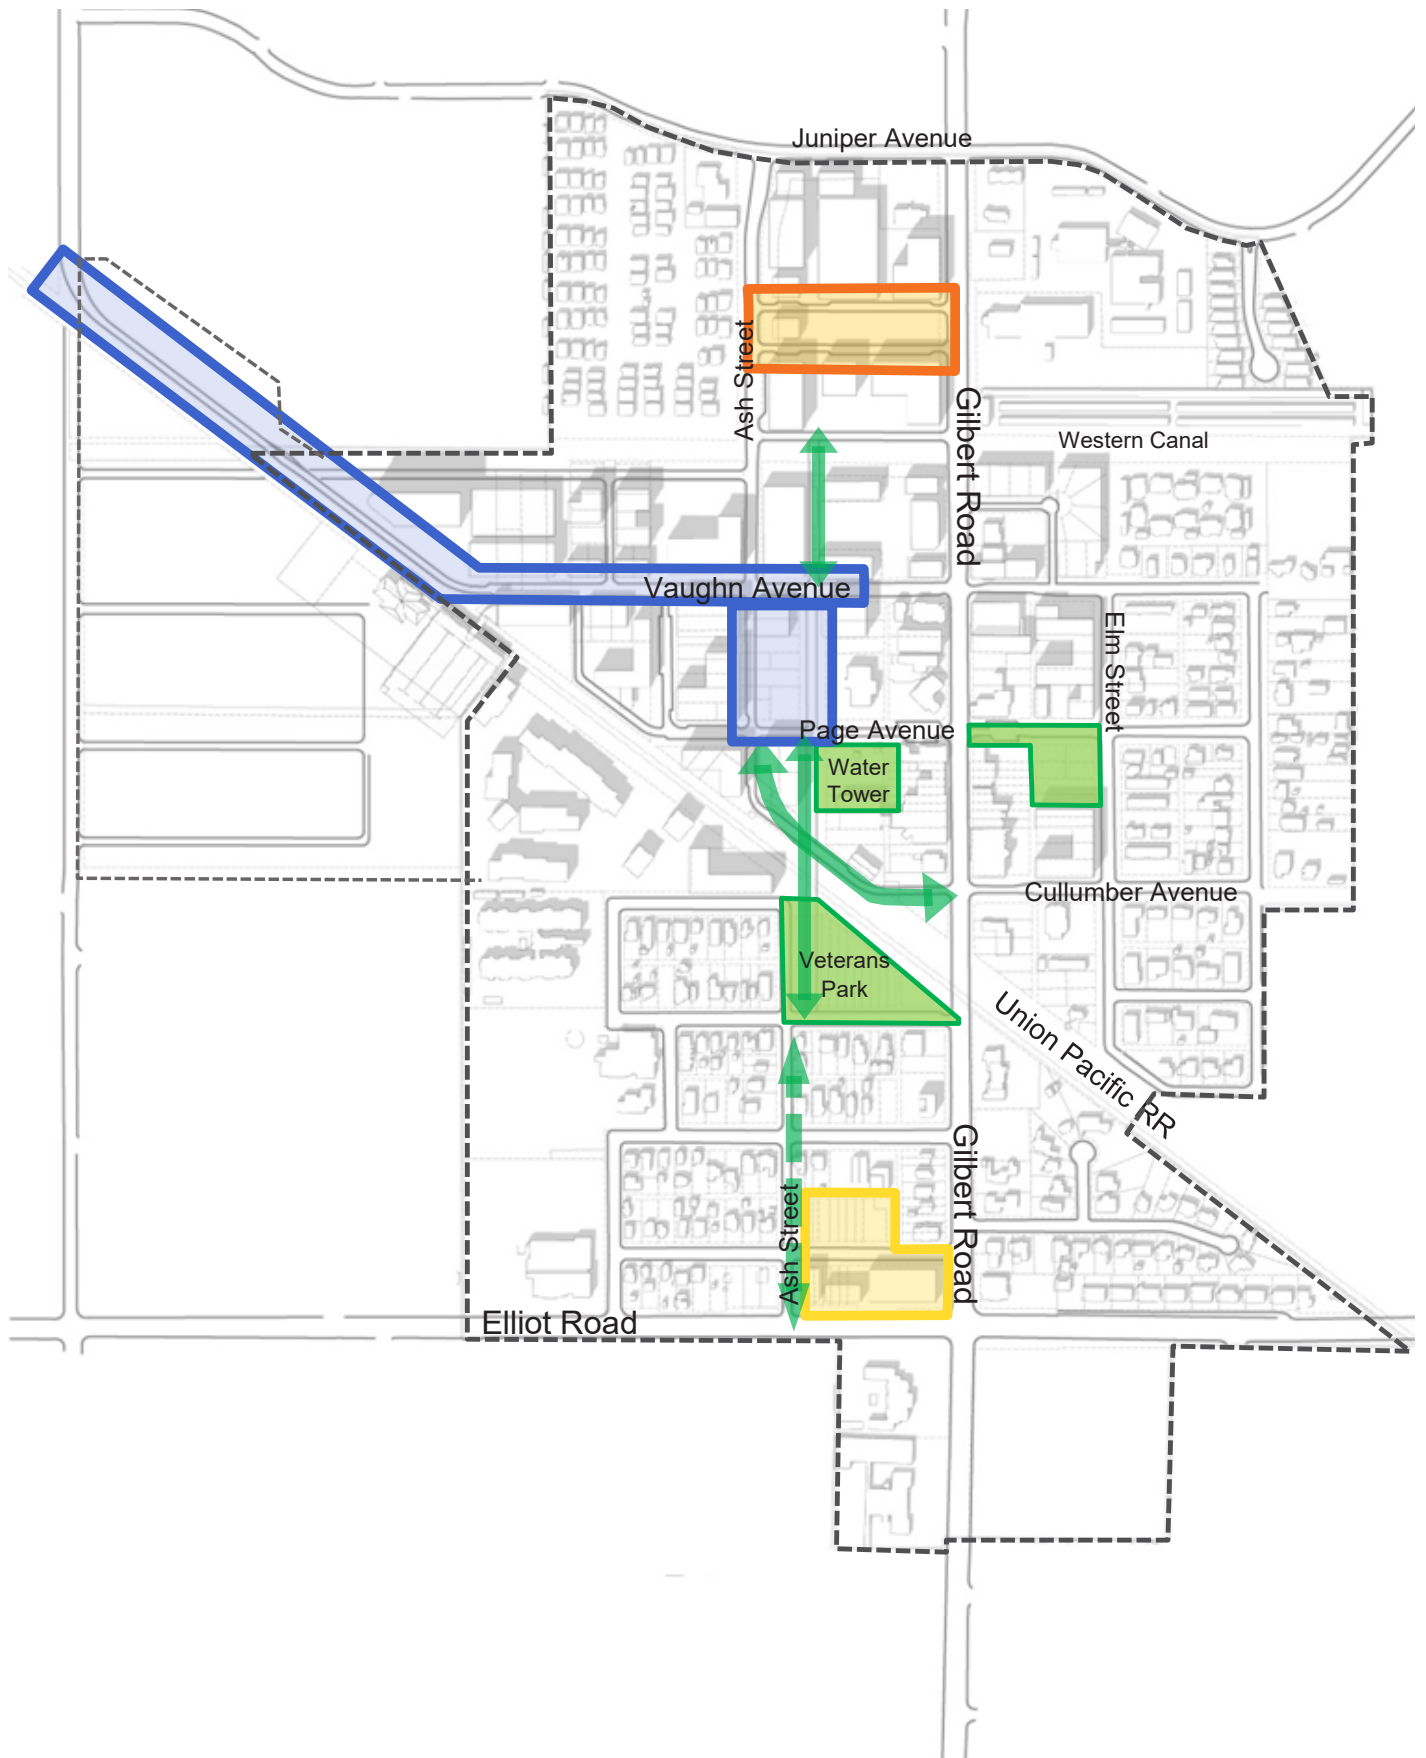 Juniper Avenue
Ash Street
Gilbert Road
Western Canal
Vaughn Avenue
Elm Street
Page Avenue
Water
Tower
Cullumber Avenue
Veterans
Park
Union Pacific RR
Gilbert Road
Ash Street
Elliot Road